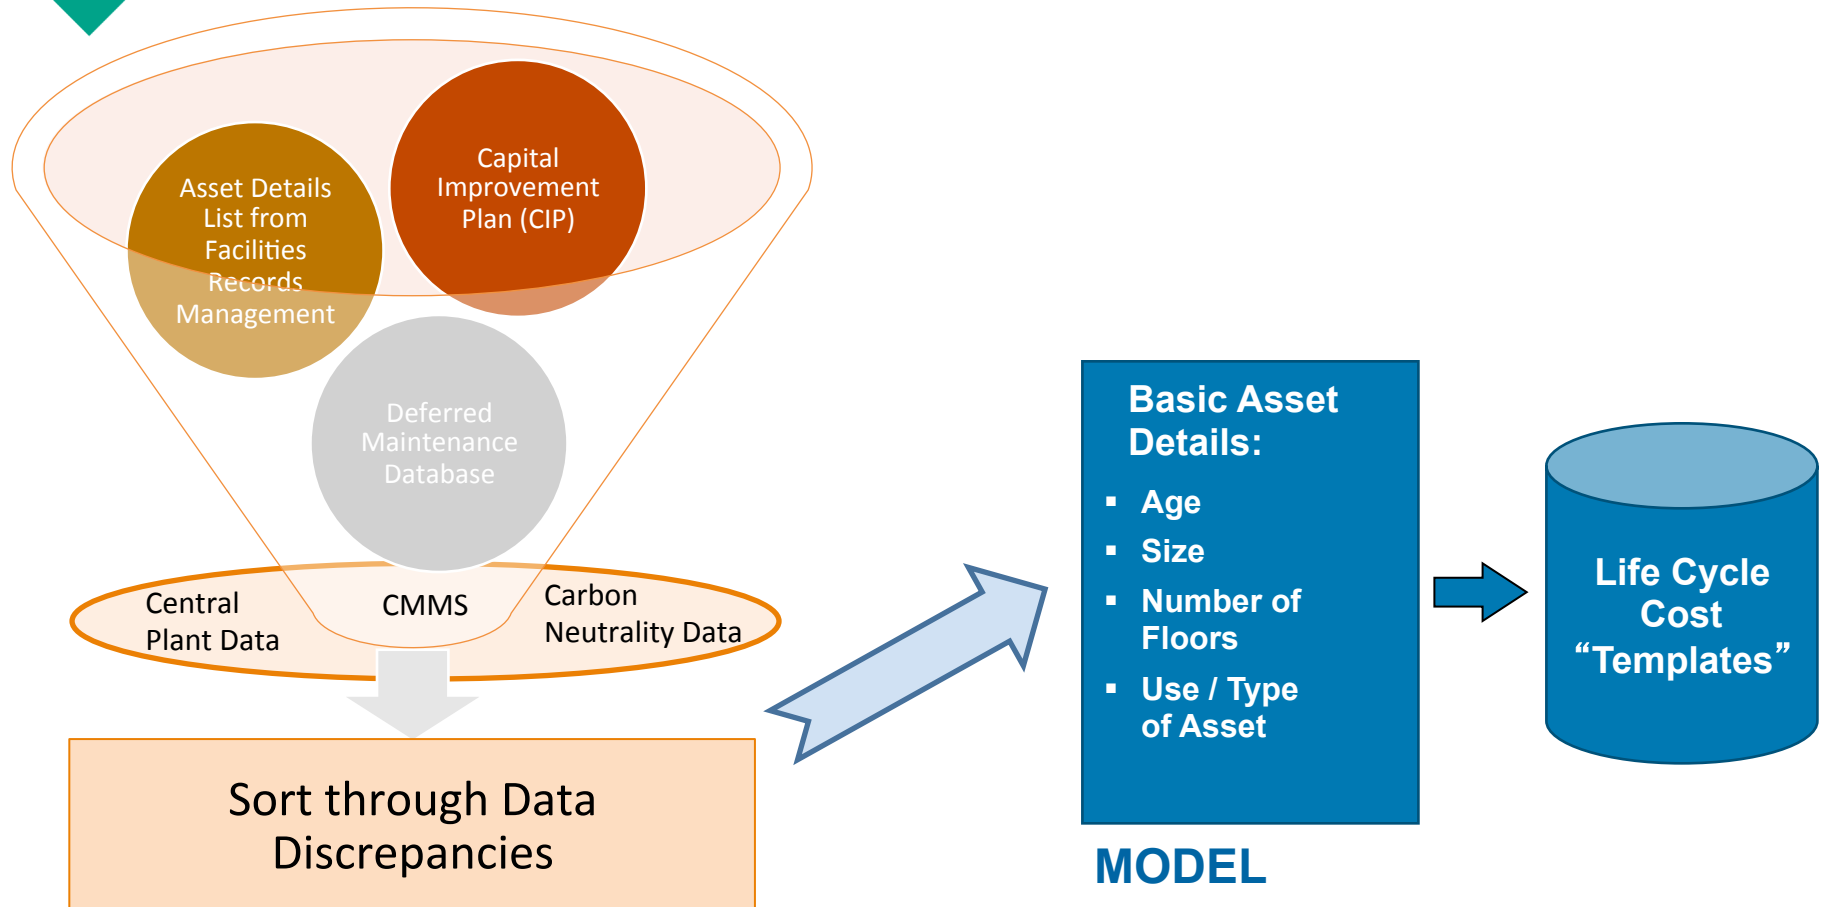 Capital
Improvement
Plan (CIP)
Asset Details
List from
Facilities
Records
Management
Deferred
Maintenance
Database
Central
Plant Data
CMMS
Carbon
Neutrality Data
Sort through Data
Discrepancies
Basic Asset
Details:
▪ Age
▪ Size
▪ Number of
Floors
▪ Use / Type
of Asset
MODEL
Life Cycle
Cost
“Templates”